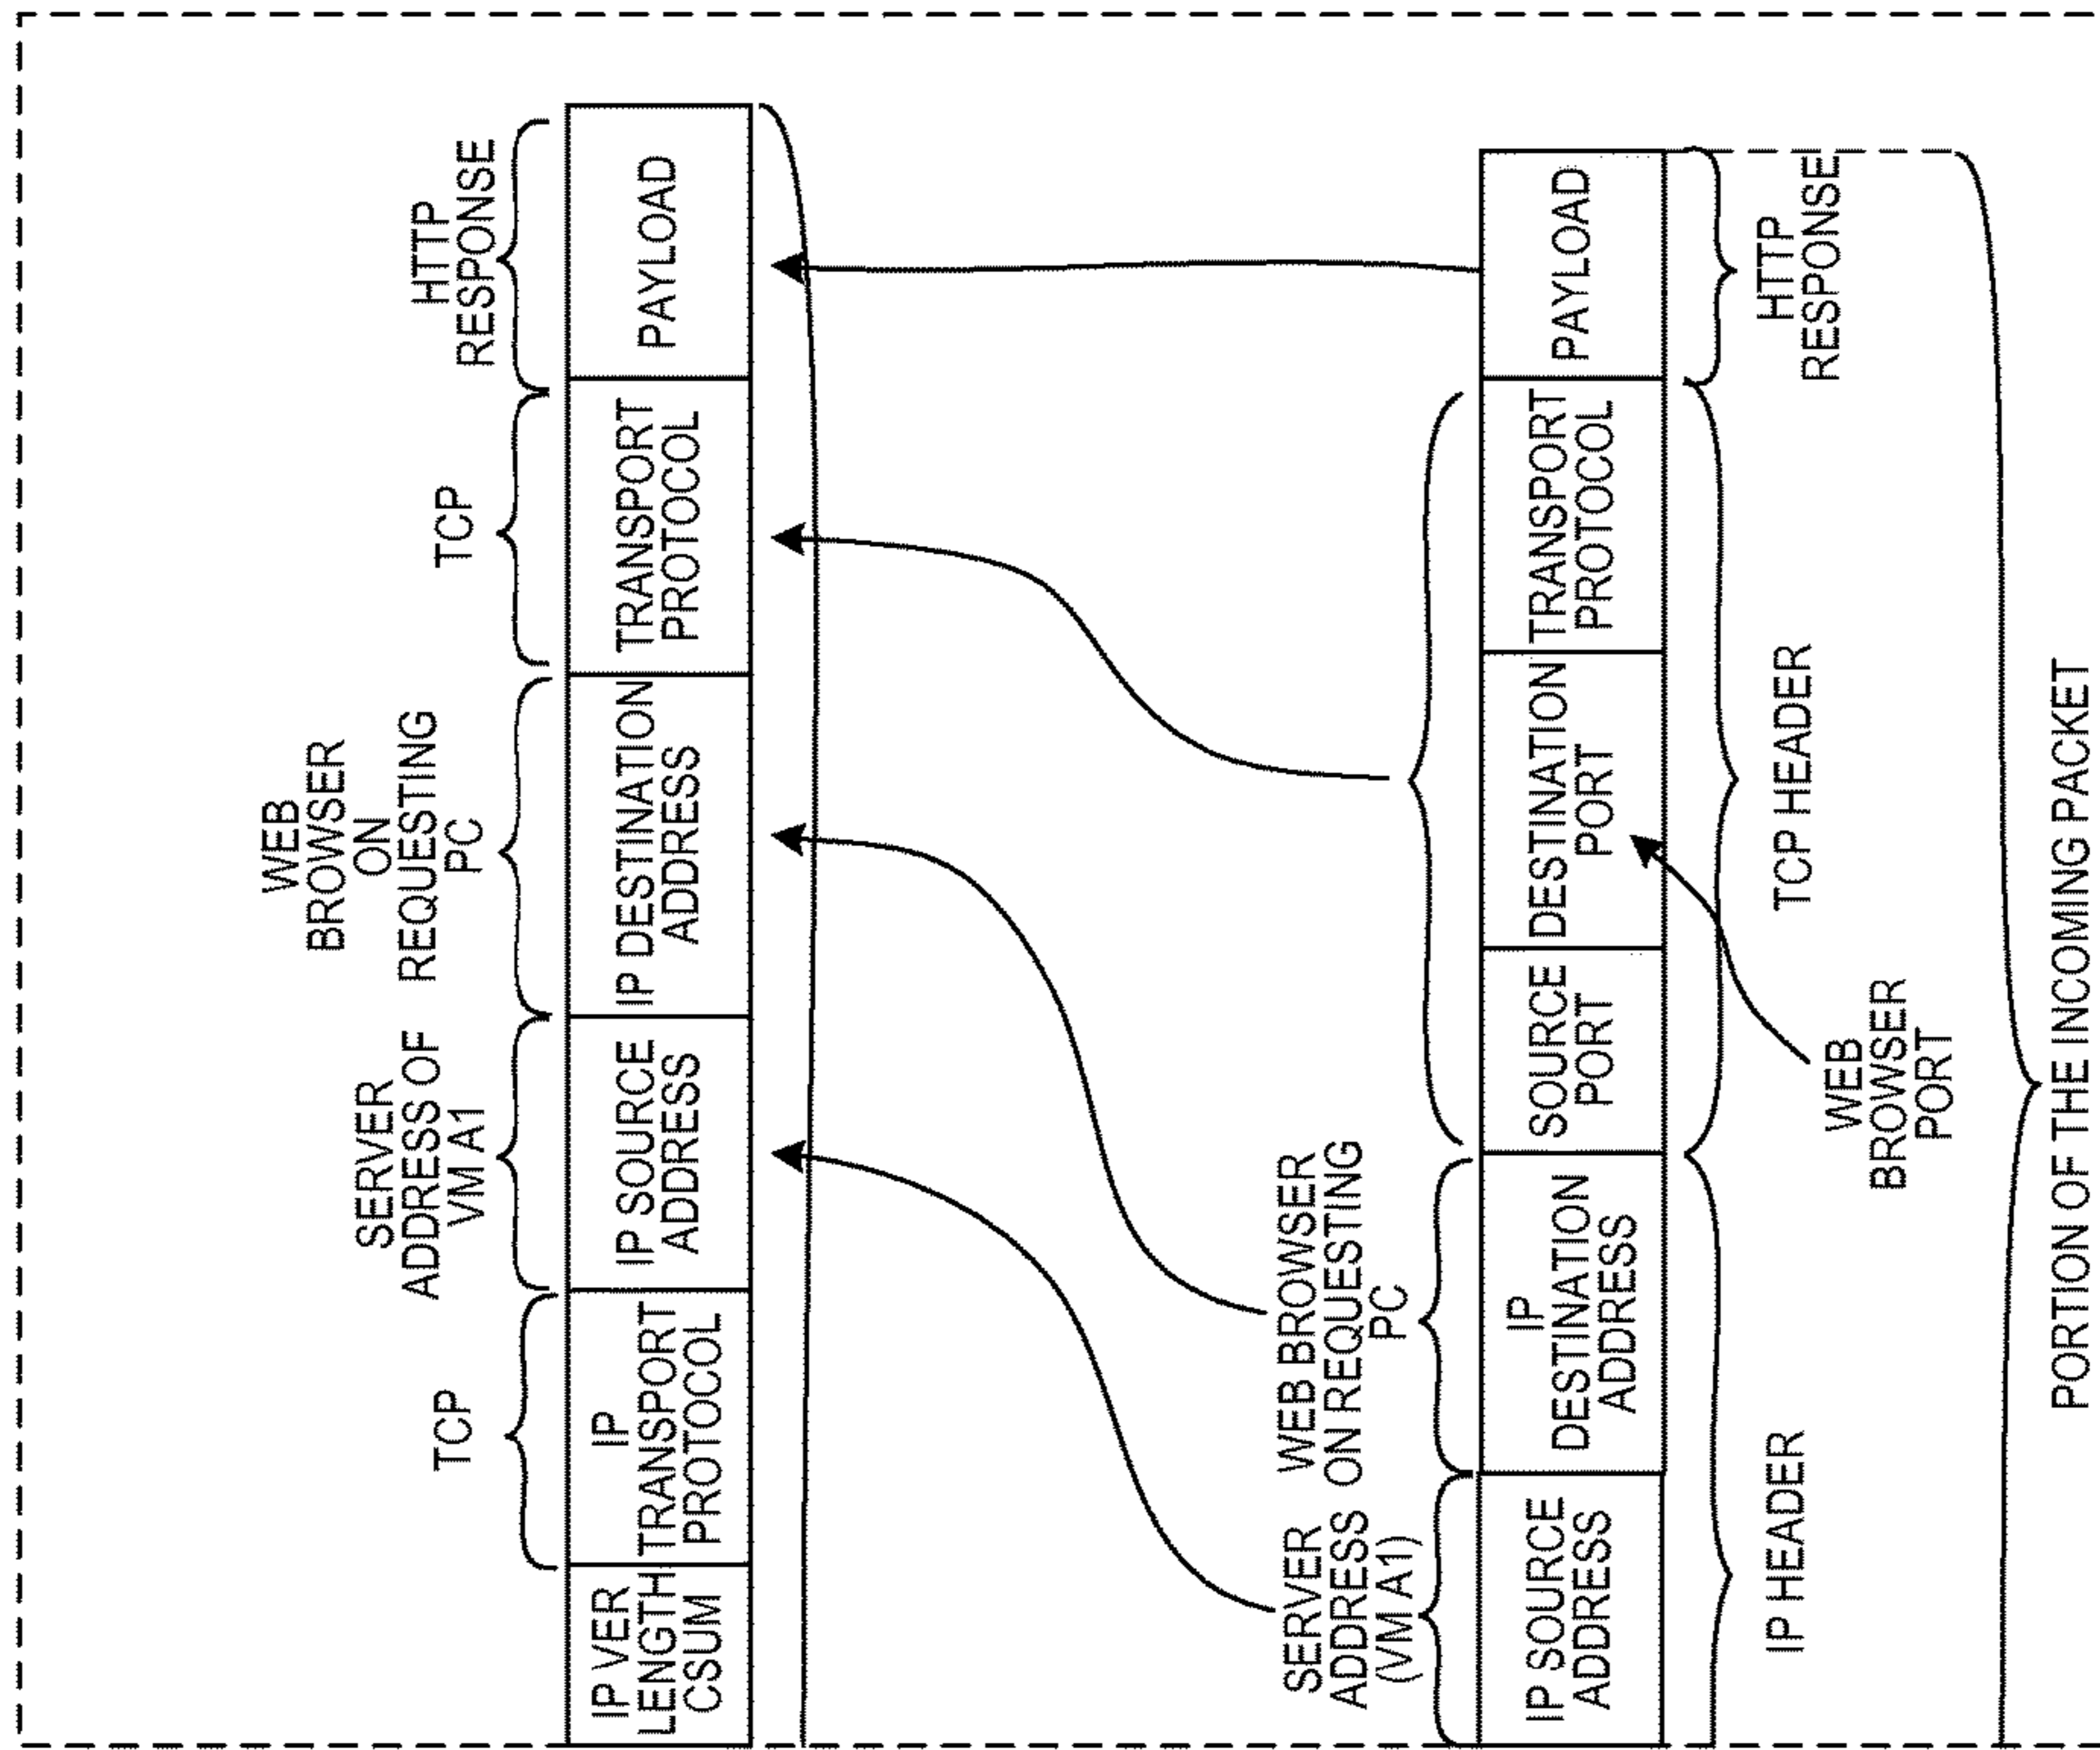 TCP
SERVER
ADDRESS OF
VM A1
WEB
BROWSER
ON
REQUESTING
PC
TCP
HTTP
RESPONSE
IP VER
LENGTH
CSUM
IP
TRANSPORT
PROTOCOL
IP SOURCE
ADDRESS
IP DESTINATION
ADDRESS
TRANSPORT
PROTOCOL
PAYLOAD
SERVER
ADDRESS
(VM A1)
WEB BROWSER
ON REQUESTING
PC
IP SOURCE
ADDRESS
IP
DESTINATION
ADDRESS
SOURCE
PORT
DESTINATION
PORT
TRANSPORT
PROTOCOL
PAYLOAD
IP HEADER
WEB
BROWSER
PORT
TCP HEADER
HTTP
RESPONSE
PORTION OF THE INCOMING PACKET